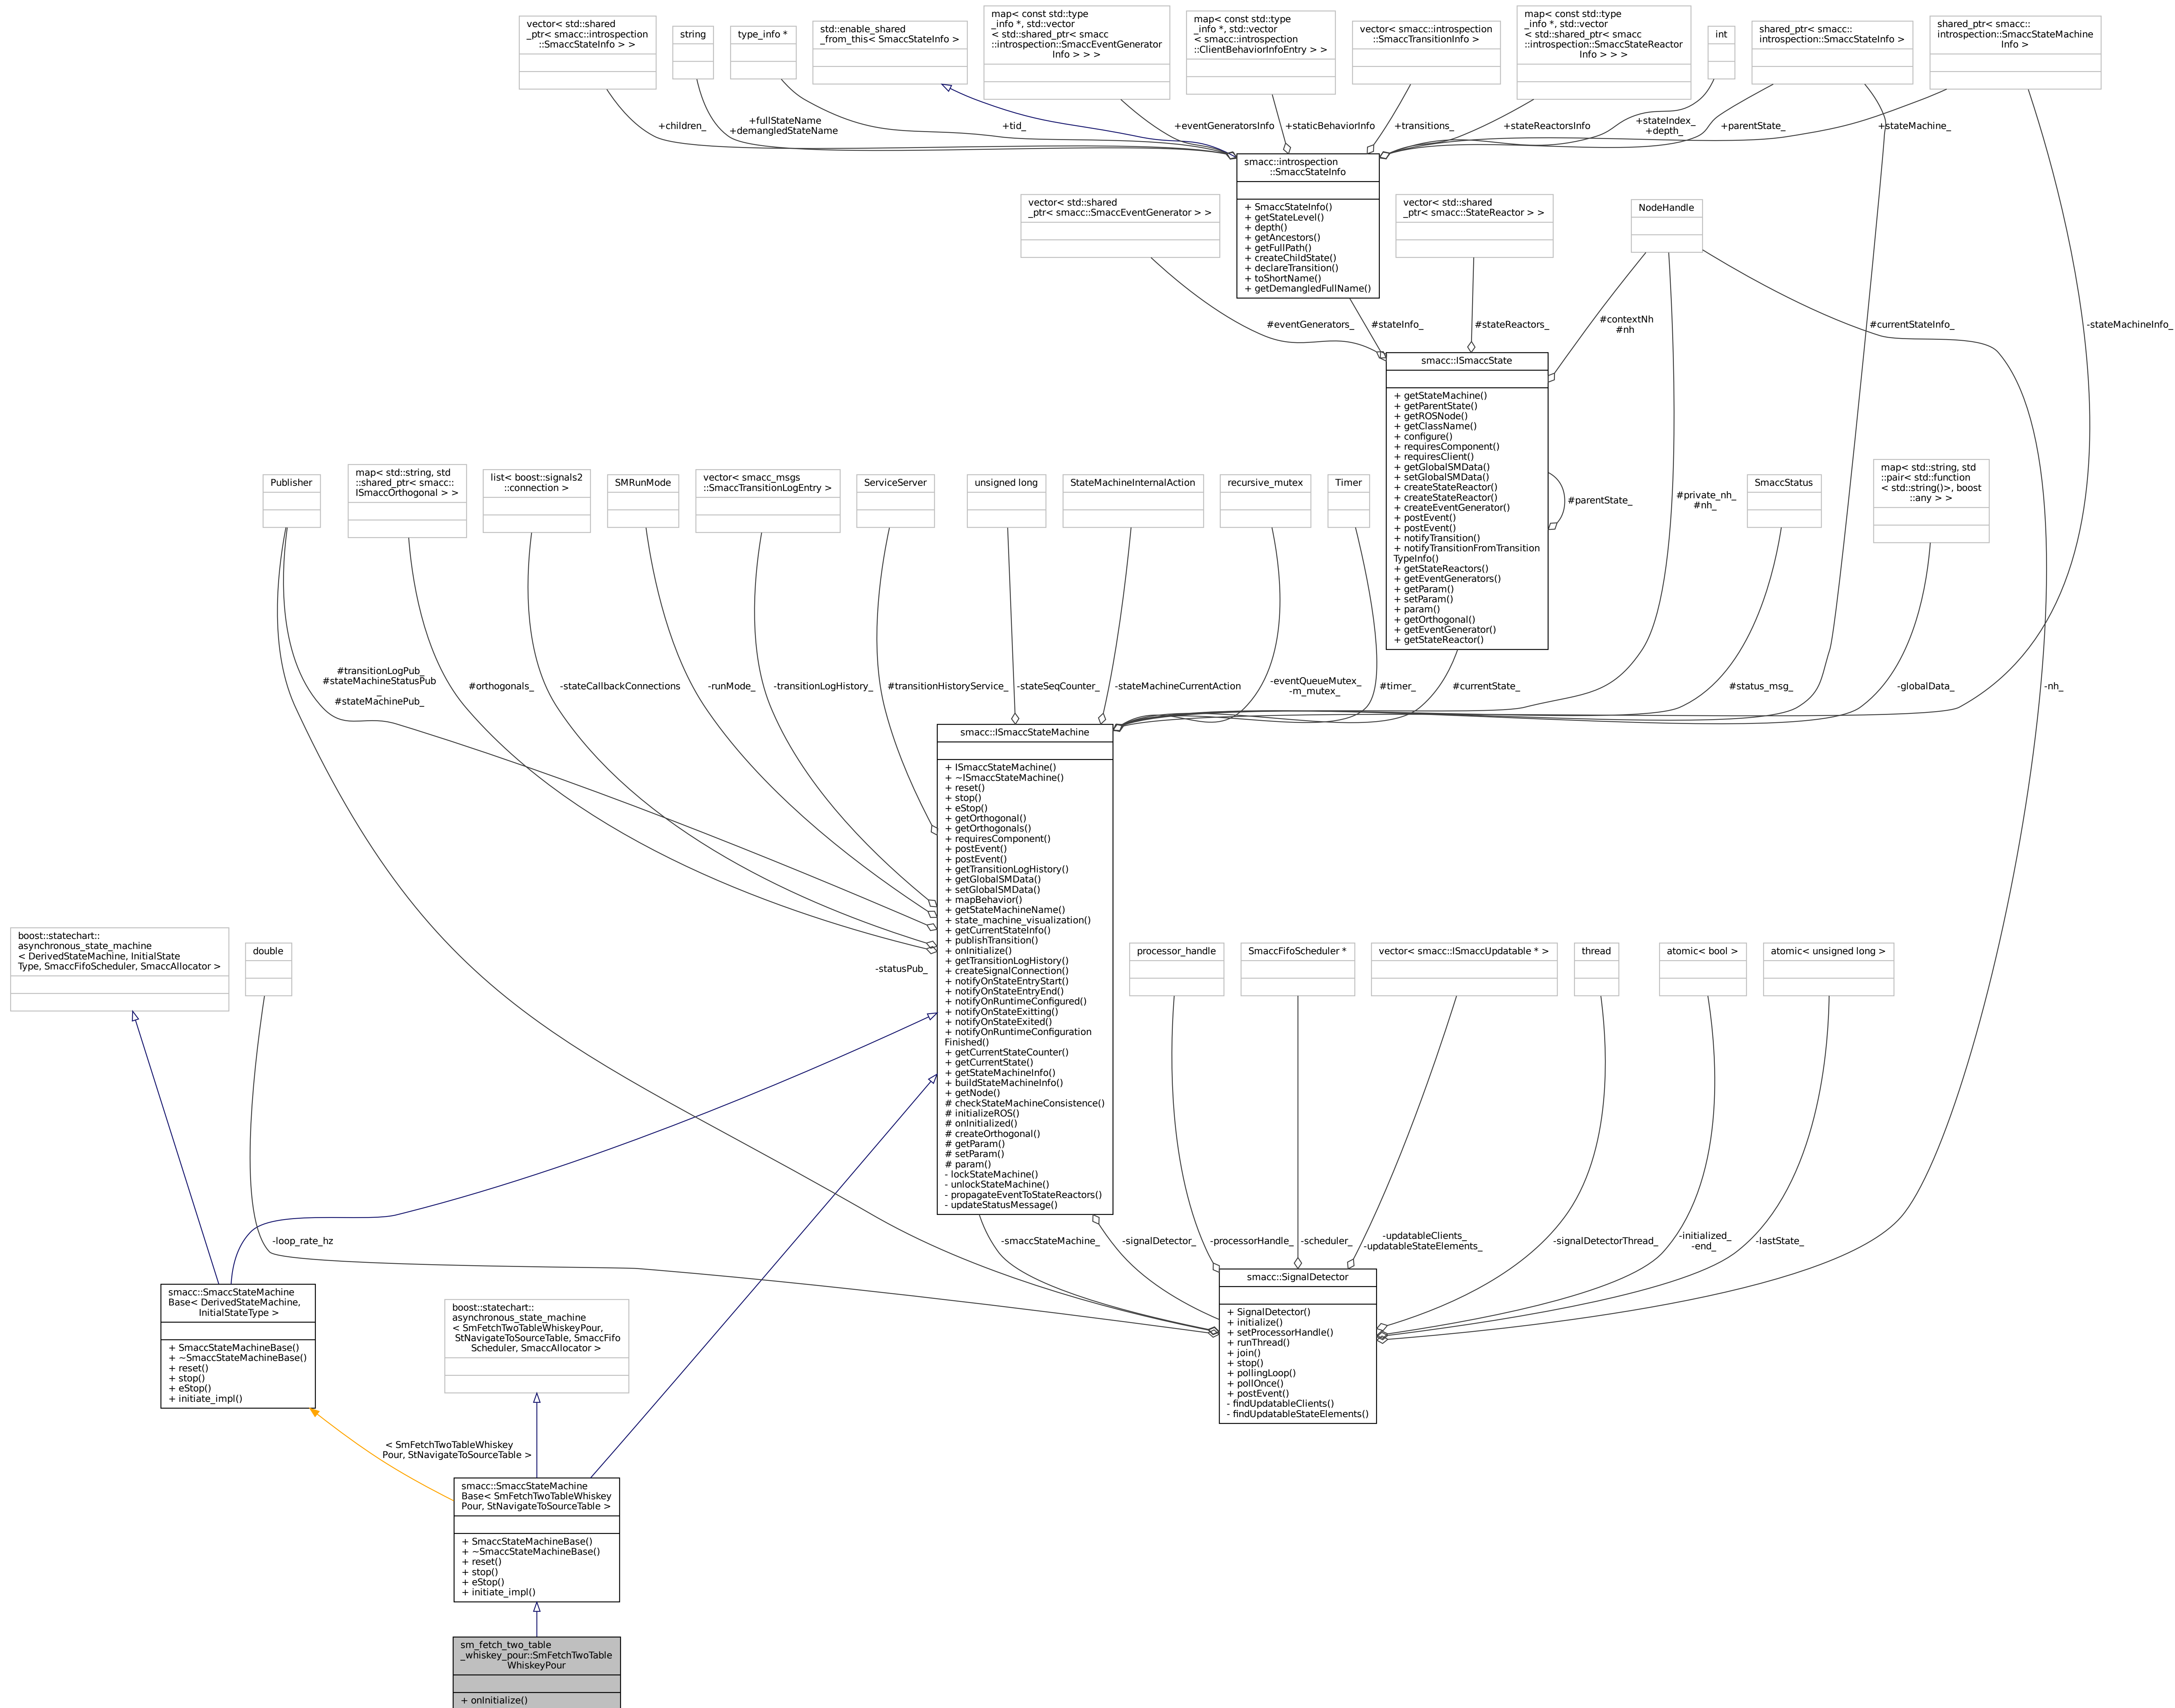 vector< std::shared
_ptr< smacc::introspection
::SmaccStateInfo > >
string
type_info *
std::enable_shared
_from_this< SmaccStateInfo >
map< const std::type
_info *, std::vector
< std::shared_ptr< smacc
::introspection::SmaccEventGenerator
Info > > >
map< const std::type
_info *, std::vector
< smacc::introspection
::ClientBehaviorInfoEntry > >
vector< smacc::introspection
::SmaccTransitionInfo >
map< const std::type
_info *, std::vector
< std::shared_ptr< smacc
::introspection::SmaccStateReactor
Info > > >
int
shared_ptr< smacc::
introspection::SmaccStateInfo >
shared_ptr< smacc::
introspection::SmaccStateMachine
Info >
+children_
+fullStateName
+demangledStateName
+tid_
+eventGeneratorsInfo
+staticBehaviorInfo
+transitions_
+stateReactorsInfo
+stateIndex_
+depth_
+parentState_
+stateMachine_
smacc::introspection
::SmaccStateInfo
+ SmaccStateInfo()
+ getStateLevel()
+ depth()
+ getAncestors()
+ getFullPath()
+ createChildState()
+ declareTransition()
+ toShortName()
+ getDemangledFullName()
vector< std::shared
_ptr< smacc::SmaccEventGenerator > >
vector< std::shared
_ptr< smacc::StateReactor > >
NodeHandle
#eventGenerators_
#stateInfo_
#stateReactors_
#contextNh
#nh
#currentStateInfo_
-stateMachineInfo_
smacc::ISmaccState
+ getStateMachine()
+ getParentState()
+ getROSNode()
+ getClassName()
+ configure()
+ requiresComponent()
+ requiresClient()
+ getGlobalSMData()
+ setGlobalSMData()
+ createStateReactor()
+ createStateReactor()
+ createEventGenerator()
+ postEvent()
+ postEvent()
+ notifyTransition()
+ notifyTransitionFromTransition
TypeInfo()
+ getStateReactors()
+ getEventGenerators()
+ getParam()
+ setParam()
+ param()
+ getOrthogonal()
+ getEventGenerator()
+ getStateReactor()
#parentState_
#private_nh_
#nh_
Publisher
map< std::string, std
::shared_ptr< smacc::
ISmaccOrthogonal > >
list< boost::signals2
::connection >
SMRunMode
vector< smacc_msgs
::SmaccTransitionLogEntry >
ServiceServer
unsigned long
StateMachineInternalAction
recursive_mutex
Timer
SmaccStatus
map< std::string, std
::pair< std::function
< std::string()>, boost
::any > >
#transitionLogPub_
#stateMachineStatusPub
_
#stateMachinePub_
#orthogonals_
-stateCallbackConnections
-runMode_
-transitionLogHistory_
#transitionHistoryService_
-stateSeqCounter_
-stateMachineCurrentAction
-eventQueueMutex_
-m_mutex_
#timer_
#currentState_
#status_msg_
-globalData_
-nh_
smacc::ISmaccStateMachine
+ ISmaccStateMachine()
+ ~ISmaccStateMachine()
+ reset()
+ stop()
+ eStop()
+ getOrthogonal()
+ getOrthogonals()
+ requiresComponent()
+ postEvent()
+ postEvent()
+ getTransitionLogHistory()
+ getGlobalSMData()
+ setGlobalSMData()
+ mapBehavior()
+ getStateMachineName()
+ state_machine_visualization()
+ getCurrentStateInfo()
+ publishTransition()
+ onInitialize()
+ getTransitionLogHistory()
+ createSignalConnection()
+ notifyOnStateEntryStart()
+ notifyOnStateEntryEnd()
+ notifyOnRuntimeConfigured()
+ notifyOnStateExitting()
+ notifyOnStateExited()
+ notifyOnRuntimeConfiguration
Finished()
+ getCurrentStateCounter()
+ getCurrentState()
+ getStateMachineInfo()
+ buildStateMachineInfo()
+ getNode()
# checkStateMachineConsistence()
# initializeROS()
# onInitialized()
# createOrthogonal()
# getParam()
# setParam()
# param()
- lockStateMachine()
- unlockStateMachine()
- propagateEventToStateReactors()
- updateStatusMessage()
boost::statechart::
asynchronous_state_machine
< DerivedStateMachine, InitialState
Type, SmaccFifoScheduler, SmaccAllocator >
double
-statusPub_
processor_handle
SmaccFifoScheduler *
vector< smacc::ISmaccUpdatable * >
thread
atomic< bool >
atomic< unsigned long >
-loop_rate_hz
-smaccStateMachine_
-signalDetector_
-processorHandle_
-scheduler_
-updatableClients_
-updatableStateElements_
-signalDetectorThread_
-initialized_
-end_
-lastState_
smacc::SignalDetector
+ SignalDetector()
+ initialize()
+ setProcessorHandle()
+ runThread()
+ join()
+ stop()
+ pollingLoop()
+ pollOnce()
+ postEvent()
- findUpdatableClients()
- findUpdatableStateElements()
smacc::SmaccStateMachine
Base< DerivedStateMachine,
InitialStateType >
+ SmaccStateMachineBase()
+ ~SmaccStateMachineBase()
+ reset()
+ stop()
+ eStop()
+ initiate_impl()
boost::statechart::
asynchronous_state_machine
< SmFetchTwoTableWhiskeyPour,
StNavigateToSourceTable, SmaccFifo
Scheduler, SmaccAllocator >
< SmFetchTwoTableWhiskey
Pour, StNavigateToSourceTable >
smacc::SmaccStateMachine
Base< SmFetchTwoTableWhiskey
Pour, StNavigateToSourceTable >
+ SmaccStateMachineBase()
+ ~SmaccStateMachineBase()
+ reset()
+ stop()
+ eStop()
+ initiate_impl()
sm_fetch_two_table
_whiskey_pour::SmFetchTwoTable
WhiskeyPour
+ onInitialize()